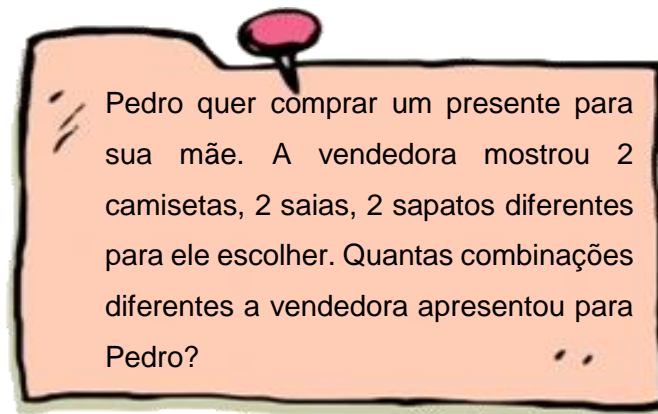 Pedro quer comprar um presente para
sua mãe. A vendedora mostrou 2
camisetas, 2 saias, 2 sapatos diferentes
para ele escolher. Quantas combinações
diferentes a vendedora apresentou para
Pedro?